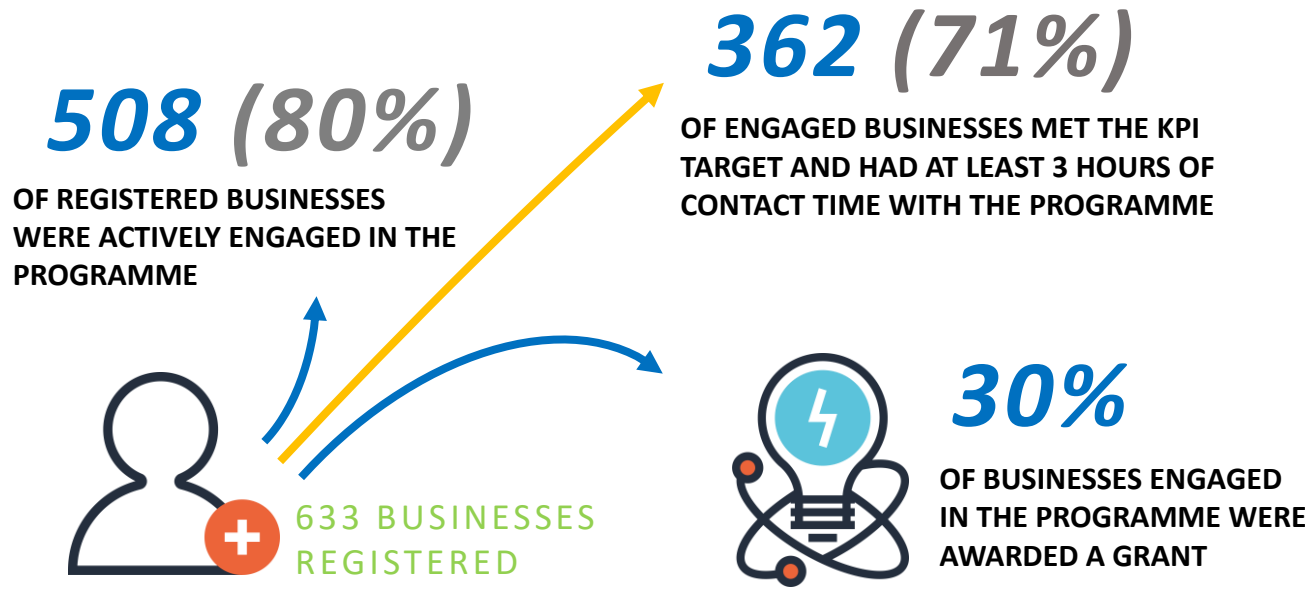 508 (80%)
OF REGISTERED BUSINESSES
WERE ACTIVELY ENGAGED IN THE
PROGRAMME
362 (71%)
OF ENGAGED BUSINESSES MET THE KPI
TARGET AND HAD AT LEAST 3 HOURS OF
CONTACT TIME WITH THE PROGRAMME
633 BUSINESSES
REGISTERED
30%
OF BUSINESSES ENGAGED
IN THE PROGRAMME WERE
AWARDED A GRANT